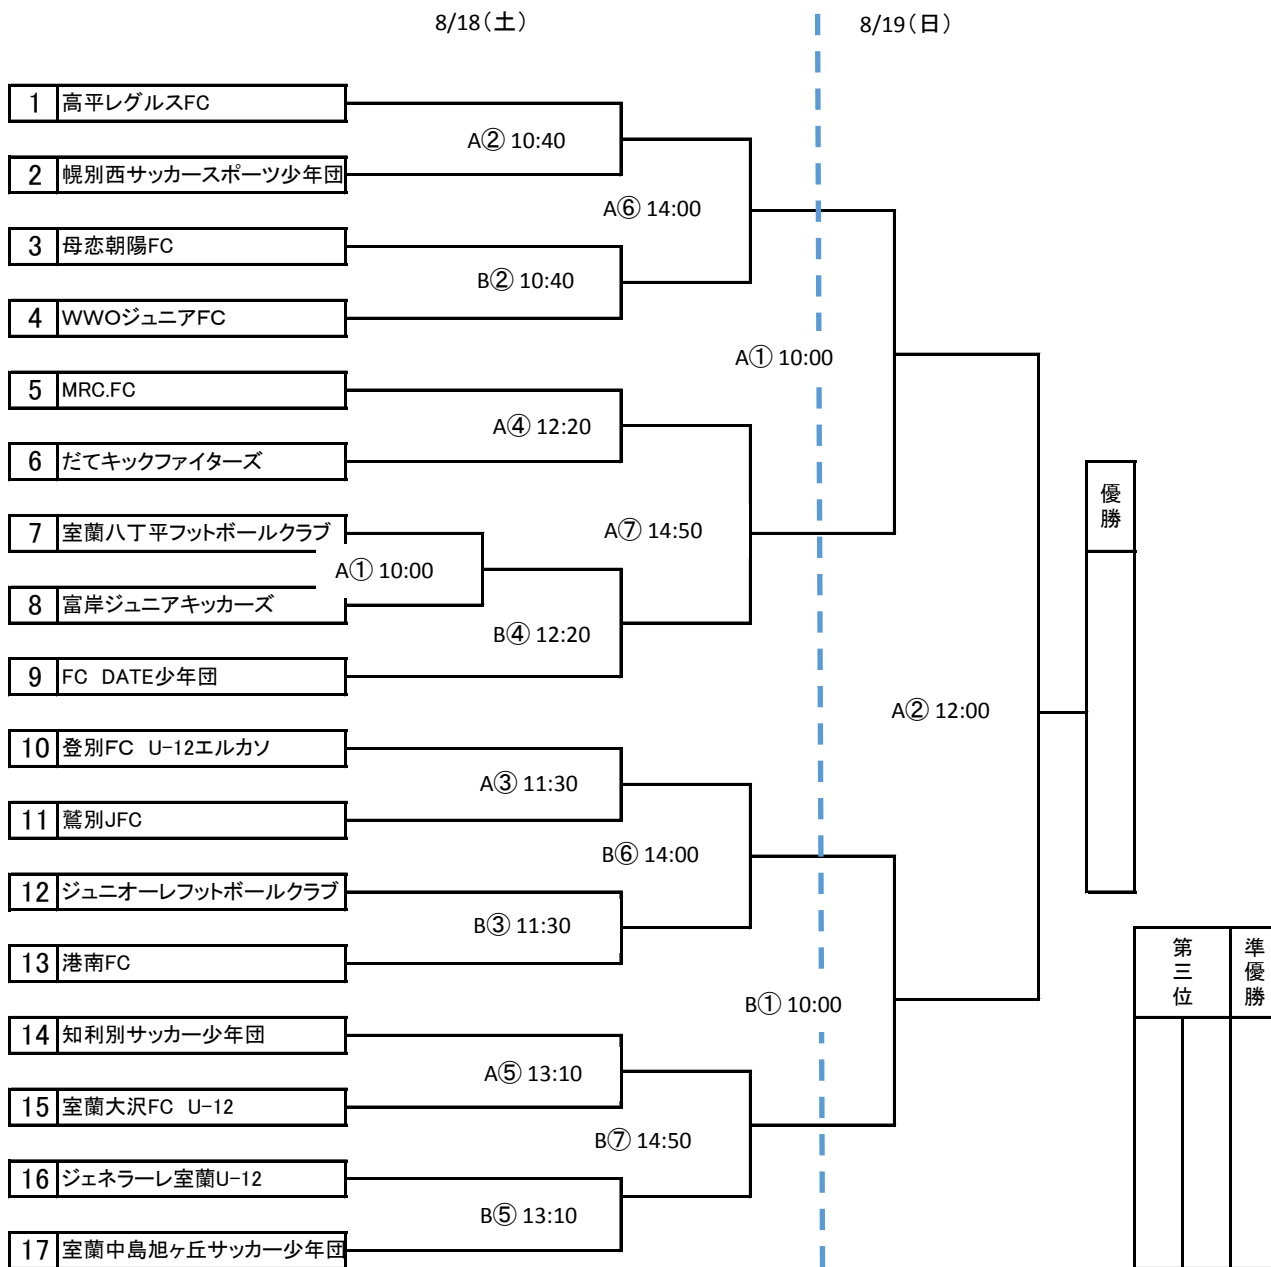 8/18(土)
8/19(日)
1 高平レグルスFC
A② 10:40
2 幌別西サッカースポーツ少年団
A⑥ 14:00
3 母恋朝陽FC
B② 10:40
4 WWOジュニアFC
A① 10:00
5 MRC.FC
A④ 12:20
6 だてキックファイターズ
優勝
7 室蘭八丁平フットボールクラブ
A⑦ 14:50
A① 10:00
8 富岸ジュニアキッカーズ
B④ 12:20
9 FC DATE少年団
A② 12:00
10 登別FC U-12エルカソ
A③ 11:30
11 鷲別JFC
B⑥ 14:00
12 ジュニオーレフットボールクラブ
B③ 11:30
13 港南FC
第三位
準優勝
B① 10:00
14 知利別サッカー少年団
A⑤ 13:10
15 室蘭大沢FC U-12
B⑦ 14:50
16 ジェネラーレ室蘭U-12
B⑤ 13:10
17 室蘭中島旭ヶ丘サッカー少年団